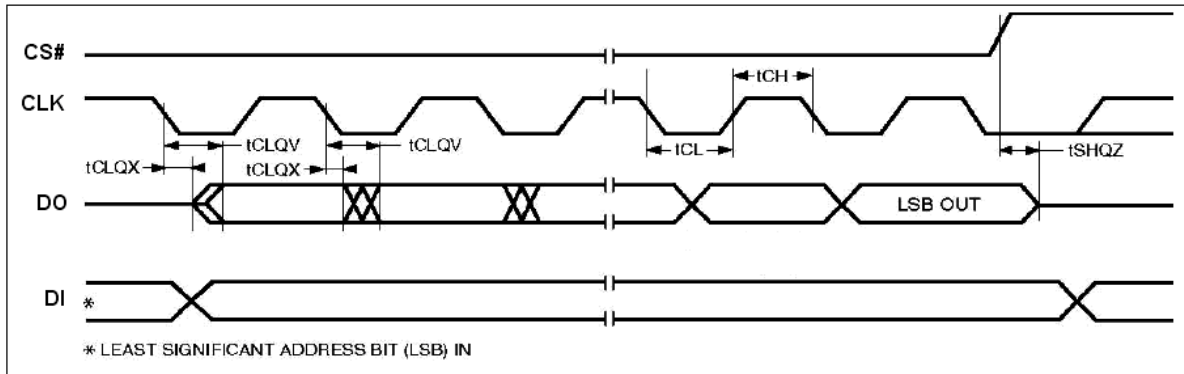 CS#
tCH
CLK
tCLQV
tCLQV
tCL
tSHQZ
tCLQX
tCLQX
DO
LSB OUT
DI
*
* LEAST SIGNIFICANT ADDRESS BIT (LSB) IN